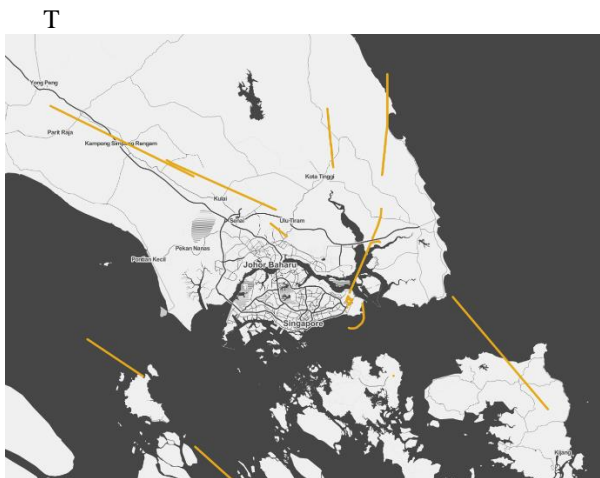 T
Yong Peng
Parit Raja
Kampong Simpang Rengam
Kota Tinggi
Kulai
Senai
Ulu Tiram
Pekan Nanas
Pontian Kecil
Johor Baharu
Singapore
Kijang